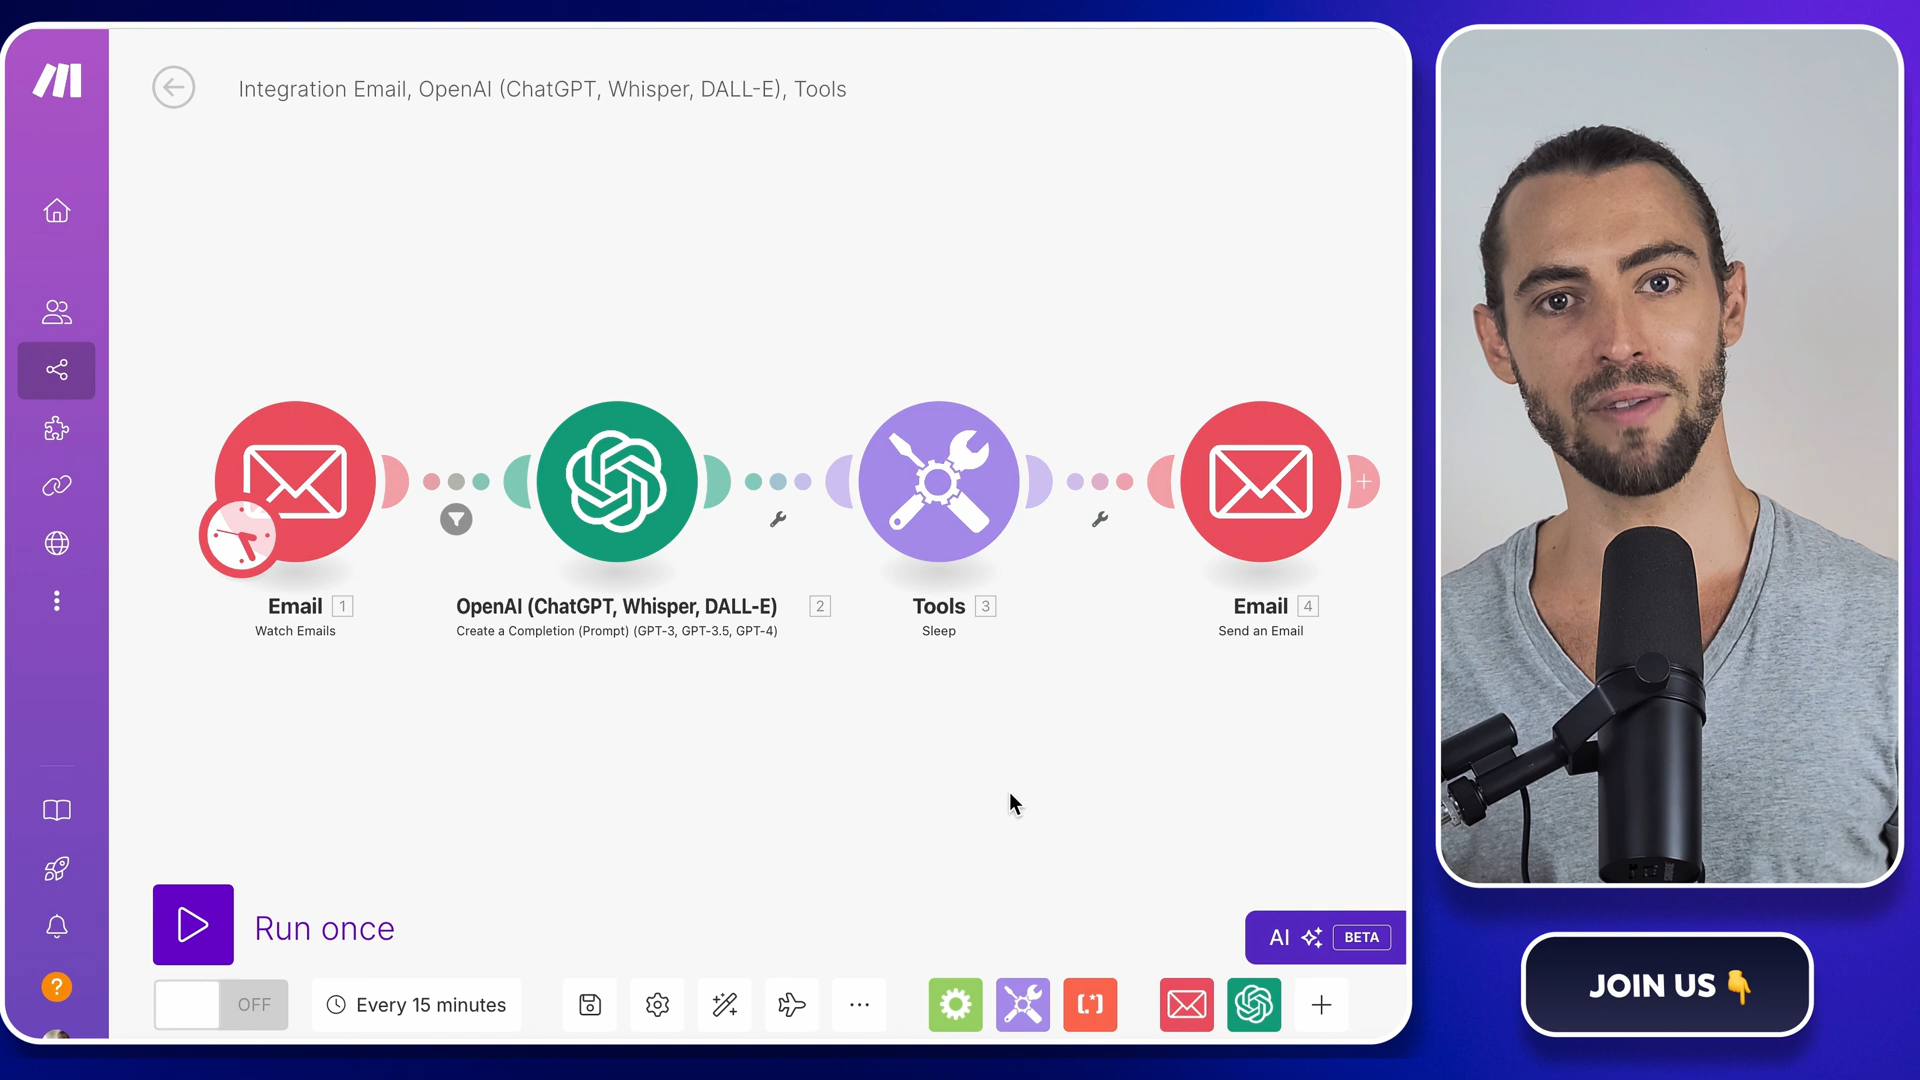 Integration Email, OpenAI (ChatGPT, Whisper, DALL-E), Tools
Email 1
Watch Emails
OpenAI (ChatGPT, Whisper, DALL-E) 2
Create a Completion (Prompt) (GPT-3, GPT-3.5, GPT-4)
Tools 3
Sleep
Email 4
Send an Email
Run once
AI BETA
OFF
Every 15 minutes
JOIN US 👇